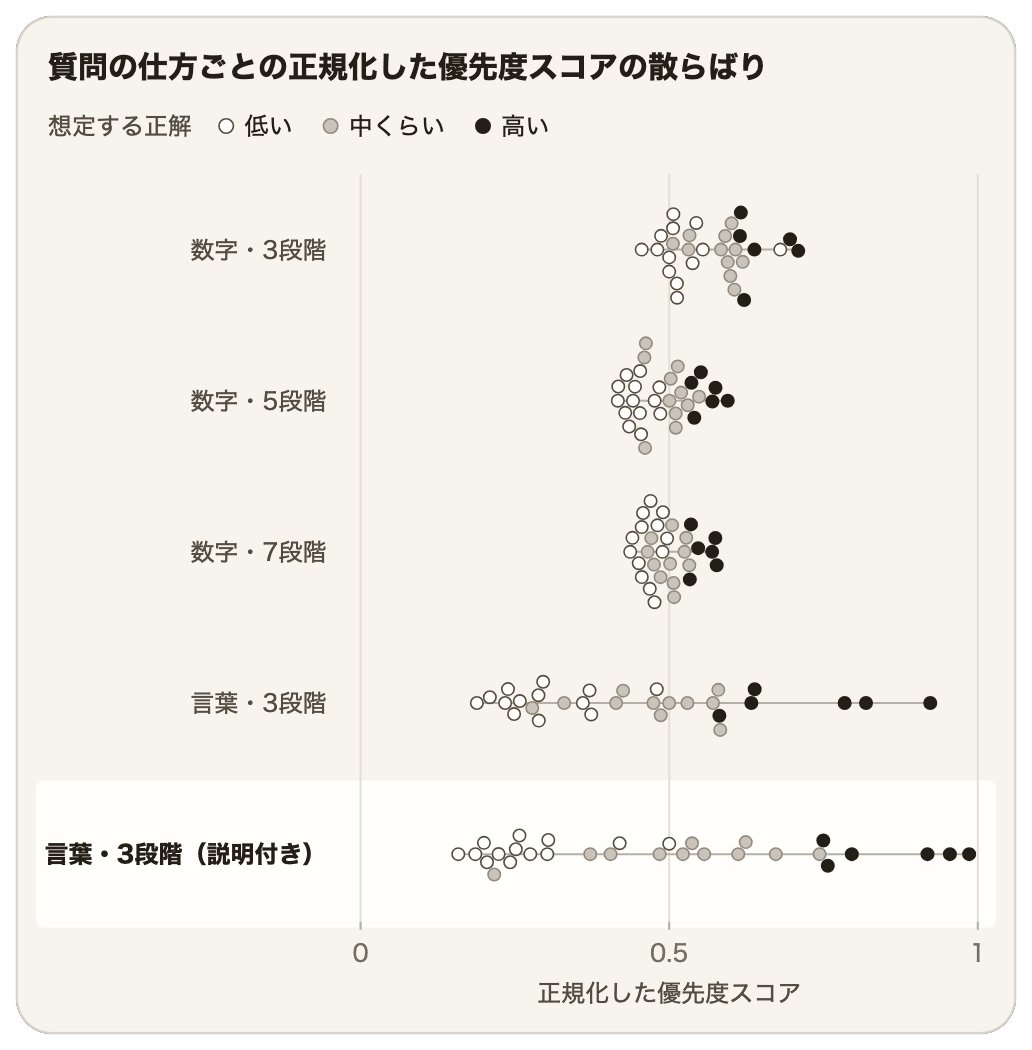 質問の仕方ごとの正規化した優先度スコアの散らばり
想定する正解 低い 中くらい 高い
数字・3段階
数字・5段階
数字・7段階
言葉・3段階
言葉・3段階（説明付き）
0 0.5 1
正規化した優先度スコア